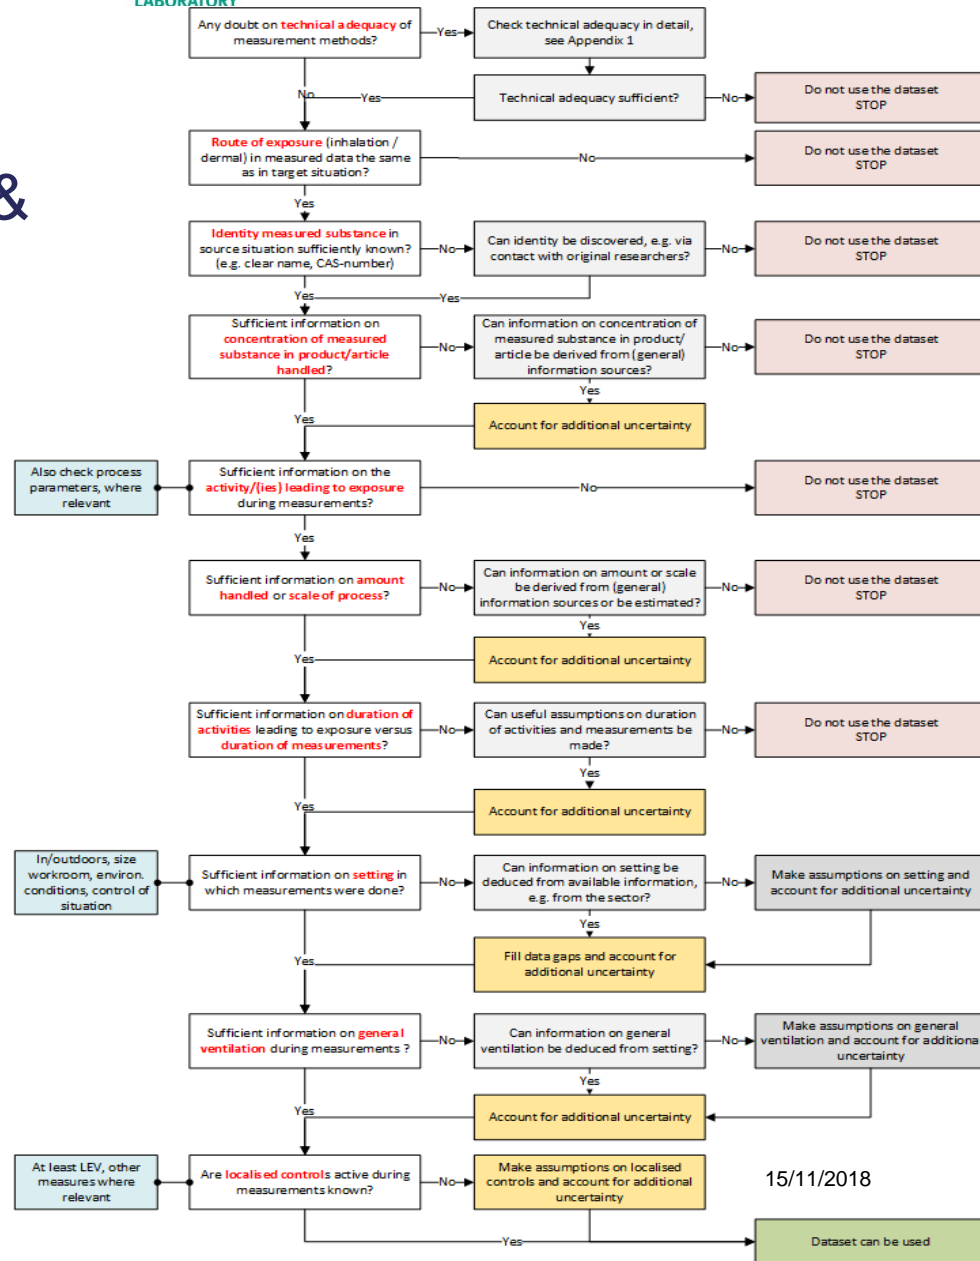 LABORATORY
Any doubt on technical adequacy of
measurement methods?
Yes
Check technical adequacy in detail,
see Appendix 1
No
Yes
Technical adequacy sufficient?
No
Do not use the dataset
STOP
Route of exposure (inhalation /
dermal) in measured data the same
as in target situation?
No
Do not use the dataset
STOP
&
Yes
Identity measured substance in
source situation sufficiently known?
(e.g. clear name, CAS-number)
No
Can identity be discovered, e.g. via
contact with original researchers?
No
Do not use the dataset
STOP
Yes
Yes
Sufficient information on
concentration of measured
substance in product/article
handled?
No
Can information on concentration of
measured substance in product/
article be derived from (general)
information sources?
No
Do not use the dataset
STOP
Yes
Yes
Account for additional uncertainty
Also check process
parameters, where
relevant
Sufficient information on the
activity/(ies) leading to exposure
during measurements?
No
Do not use the dataset
STOP
Yes
Sufficient information on amount
handled or scale of process?
No
Can information on amount or scale
be derived from (general)
information sources or be estimated?
No
Do not use the dataset
STOP
Yes
Yes
Account for additional uncertainty
Sufficient information on duration of
activities leading to exposure versus
duration of measurements?
No
Can useful assumptions on duration
of activities and measurements be
made?
No
Do not use the dataset
STOP
Yes
Yes
Account for additional uncertainty
In/outdoors, size
workroom, environ.
conditions, control of
situation
Sufficient information on setting in
which measurements were done?
No
Can information on setting be
deduced from available information,
e.g. from the sector?
No
Make assumptions on setting and
account for additional uncertainty
Yes
Yes
Fill data gaps and account for
additional uncertainty
Sufficient information on general
ventilation during measurements ?
No
Can information on general
ventilation be deduced from setting?
No
Make assumptions on general
ventilation and account for additiona
uncertainty
Yes
Yes
Account for additional uncertainty
At least LEV, other
measures where
relevant
Are localised controls active during
measurements known?
No
Make assumptions on localised
controls and account for additional
uncertainty
15/11/2018
Yes
Dataset can be used